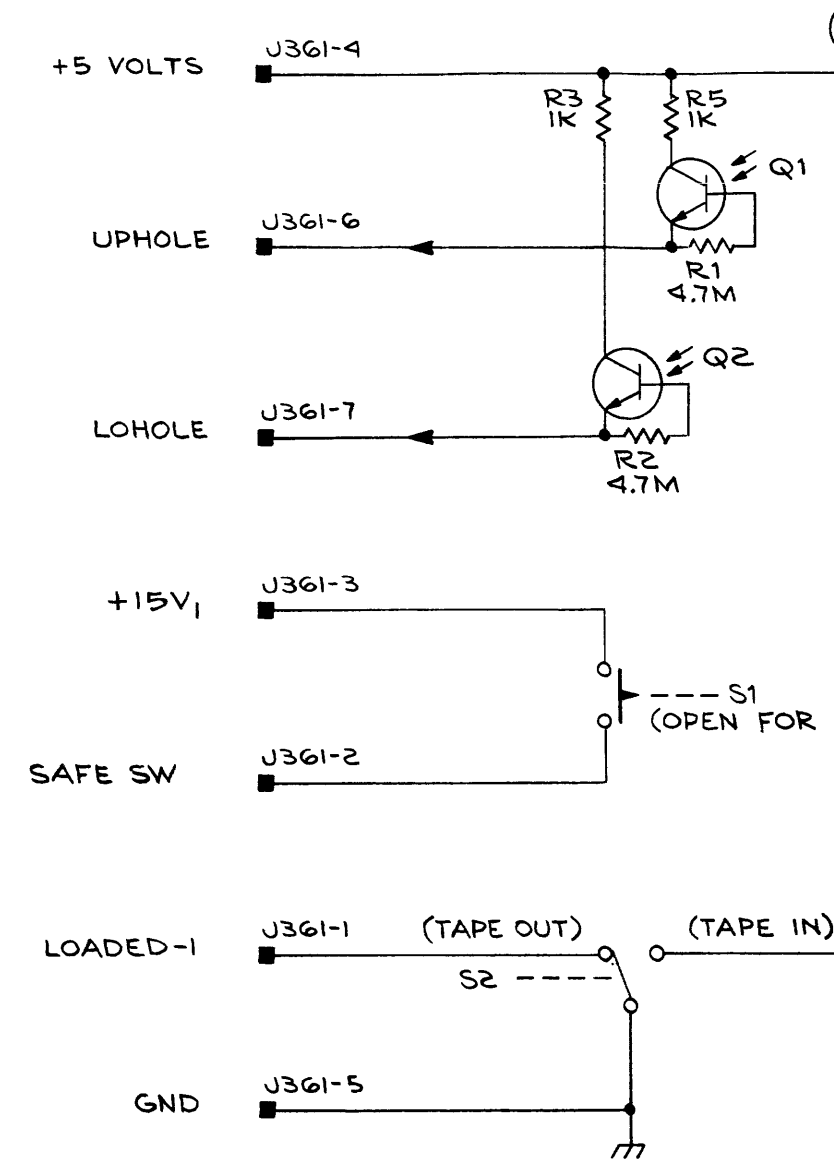 +5 VOLTS
J361-4
R3
1K
R5
1K
Q1
UPHOLE
J361-6
R1
4.7M
Q2
LOHOLE
J361-7
R2
4.7M
+15V1
J361-3
S1
(OPEN FOR
SAFE SW
J361-2
LOADED-1
J361-1
(TAPE OUT)
(TAPE IN)
S2
GND
J361-5